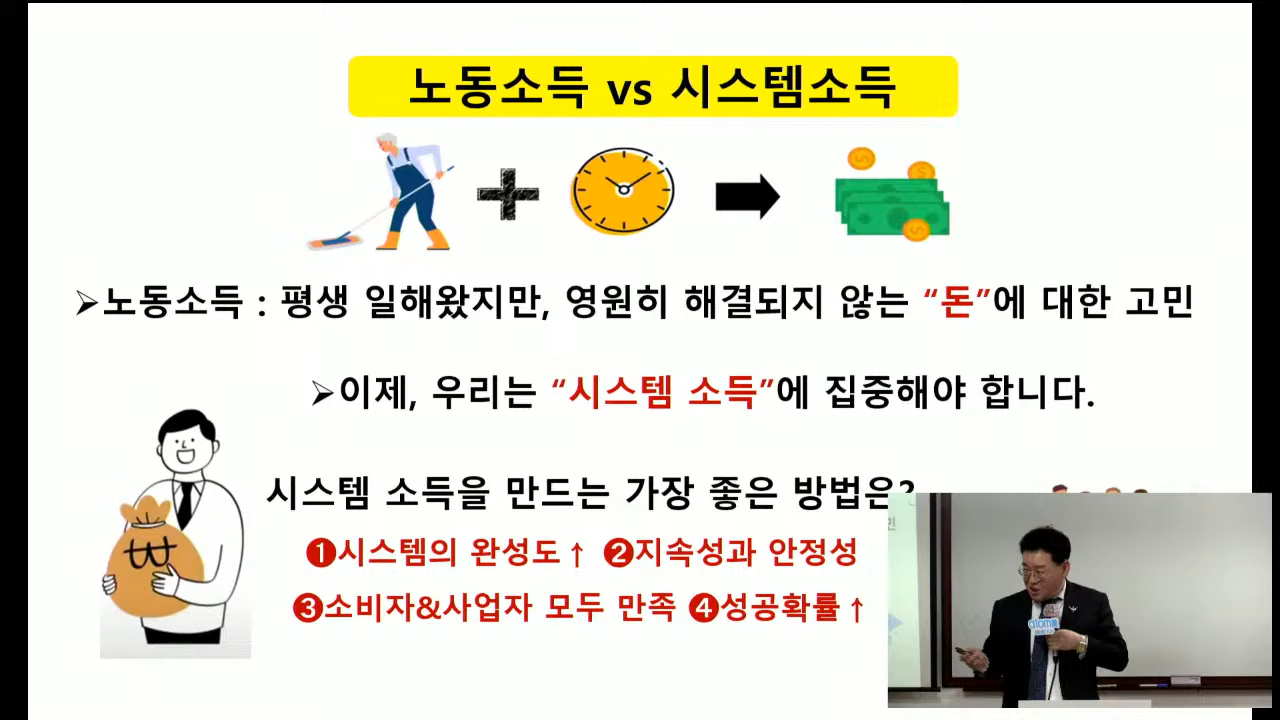 노동소득 vs 시스템소득
➢노동소득 : 평생 일해왔지만, 영원히 해결되지 않는 “돈”에 대한 고민
➢이제, 우리는 “시스템 소득”에 집중해야 합니다.
시스템 소득을 만드는 가장 좋은 방법은?
❶시스템의 완성도↑ ❷지속성과 안정성
❸소비자&사업자 모두 만족 ❹성공확률↑
₩
atom美